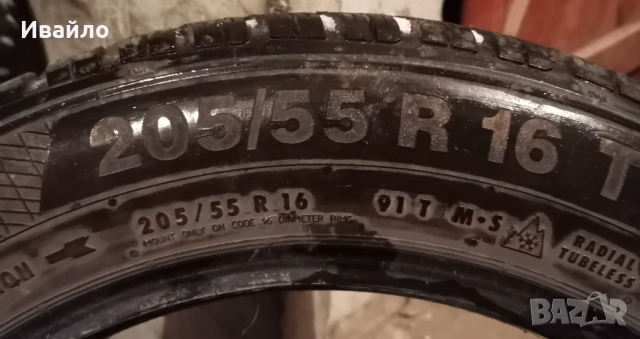 Ивайло
205/55 R 16 T
205/55 R 16 91 T M·S
MOUNT ONLY ON CODE 16 DIAMETER RIMS
RADIAL
TUBELESS
BAZAR